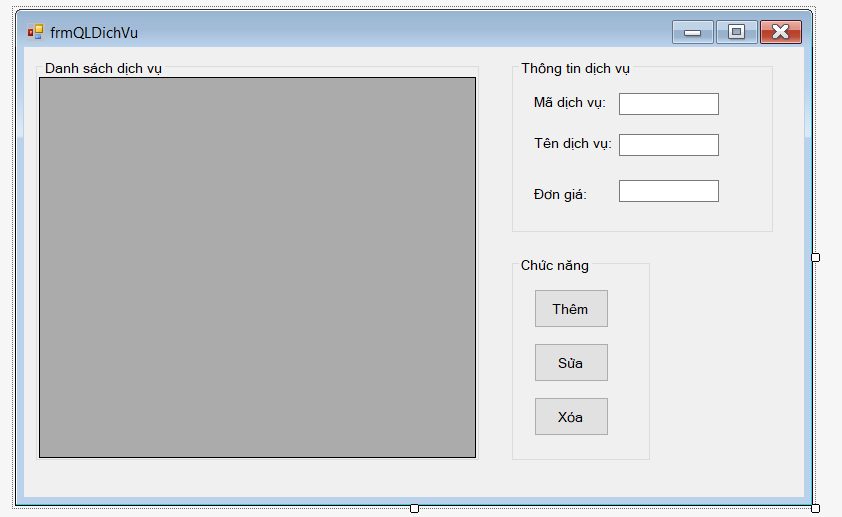 frmQLDichVu
Danh sách dịch vụ
Thông tin dịch vụ
Mã dịch vụ:
Tên dịch vụ:
Đơn giá:
Chức năng
Thêm
Sửa
Xóa